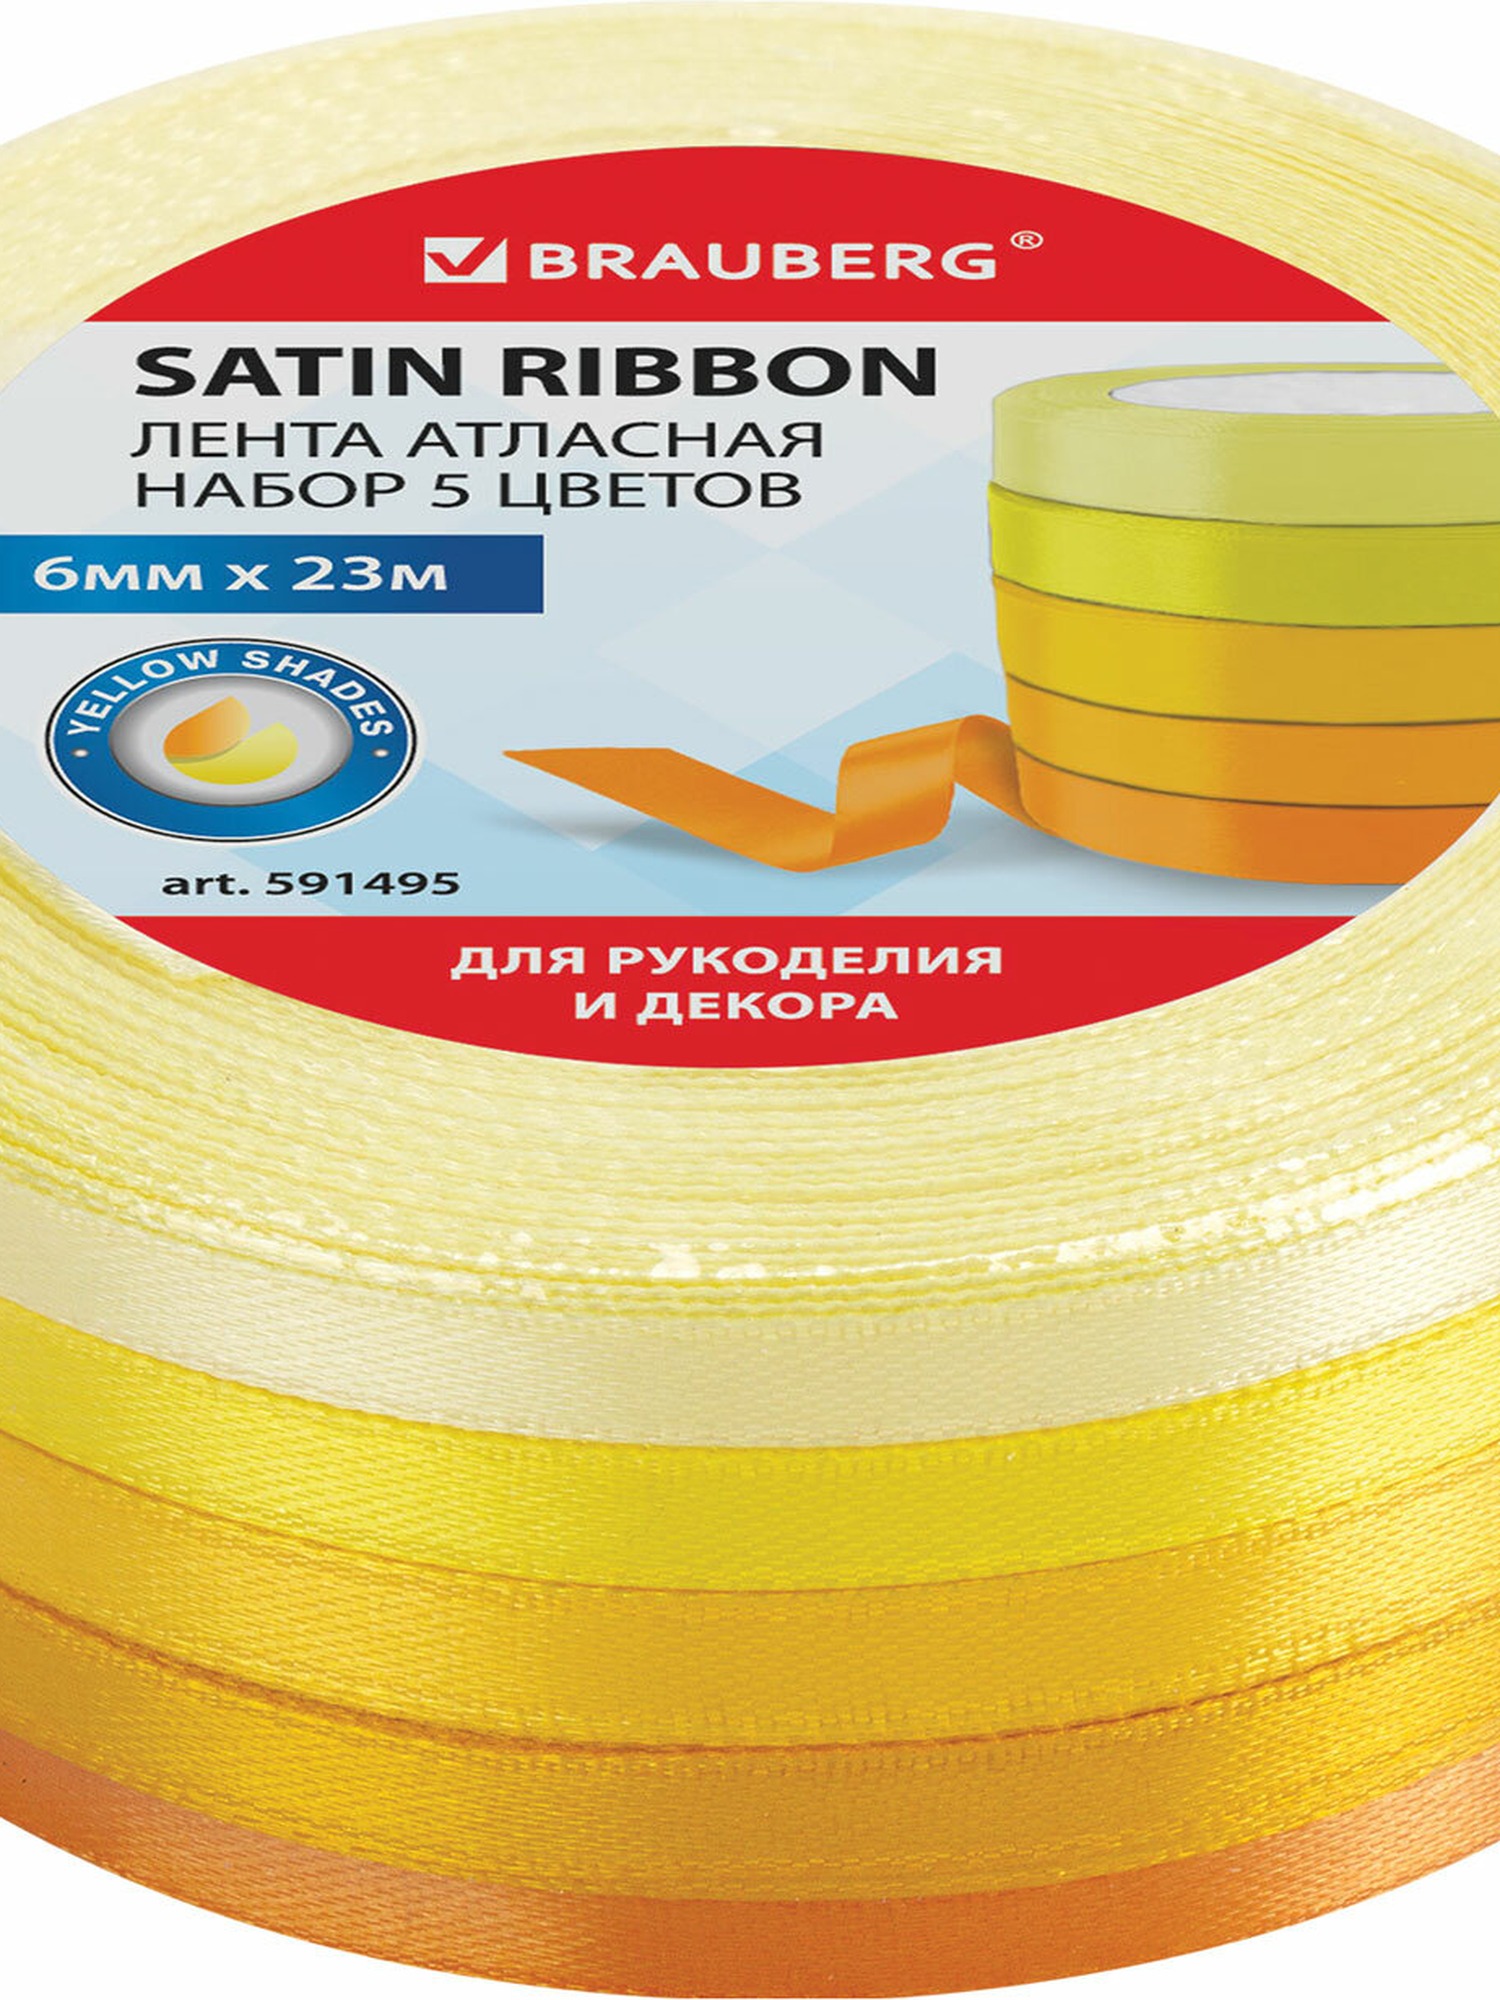 BRAUBERG®
SATIN RIBBON
ЛЕНТА АТЛАСНАЯ
НАБОР 5 ЦВЕТОВ
6мм x 23м
YELLOW SHADES
art. 591495
ДЛЯ РУКОДЕЛИЯ
И ДЕКОРА